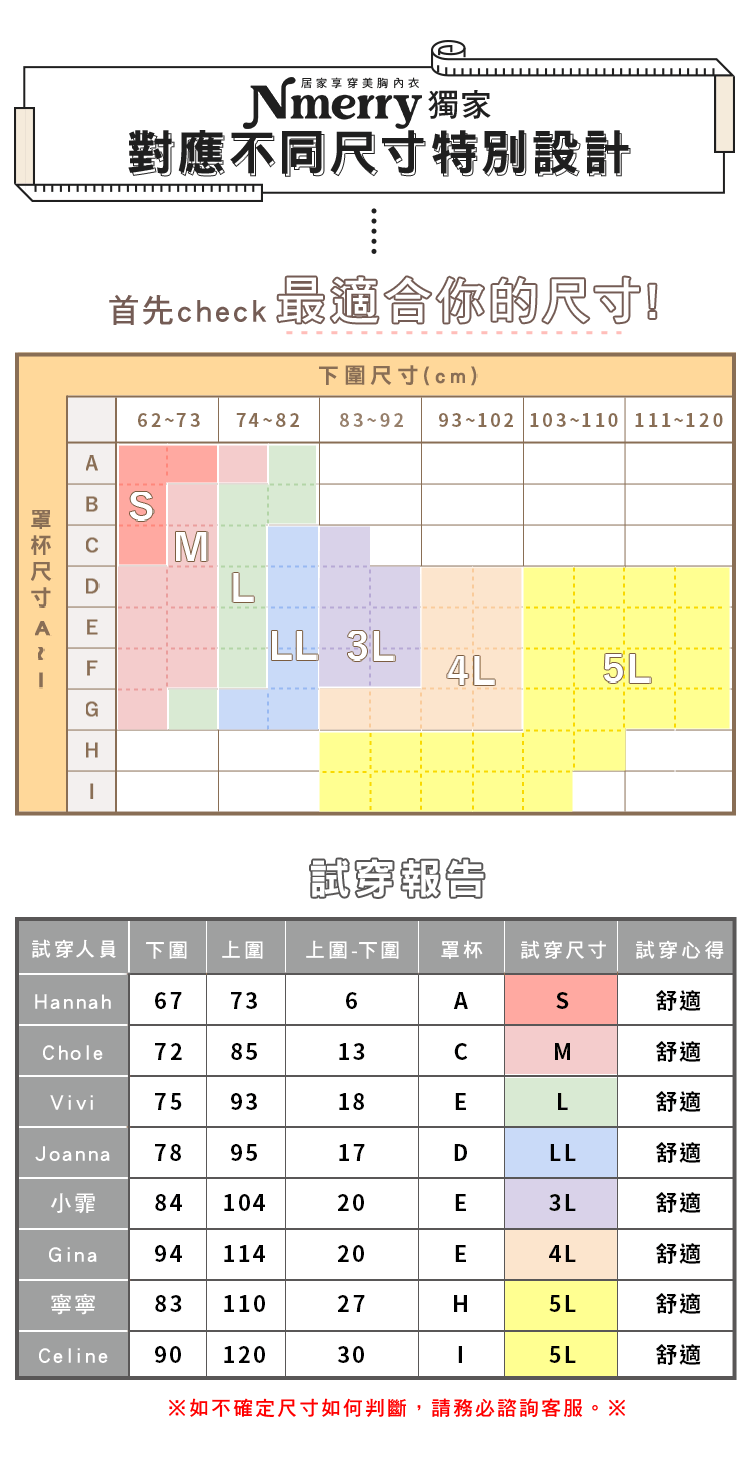 居家享穿美胸內衣
Nmerry獨家
對應不同尺寸特別設計
首先check 最適合你的尺寸!
下圍尺寸(cm)
62~73 74~82 83~92 93~102 103~110 111~120
罩杯尺寸A~I
A
B
S
C
M
D
L
E
LL 3L
F
4L 5L
G
H
I
試穿報告
試穿人員 下圍 上圍 上圍-下圍 罩杯 試穿尺寸 試穿心得
Hannah 67 73 6 A S 舒適
Chole 72 85 13 C M 舒適
Vivi 75 93 18 E L 舒適
Joanna 78 95 17 D LL 舒適
小霏 84 104 20 E 3L 舒適
Gina 94 114 20 E 4L 舒適
寧寧 83 110 27 H 5L 舒適
Celine 90 120 30 I 5L 舒適
※如不確定尺寸如何判斷，請務必諮詢客服。※